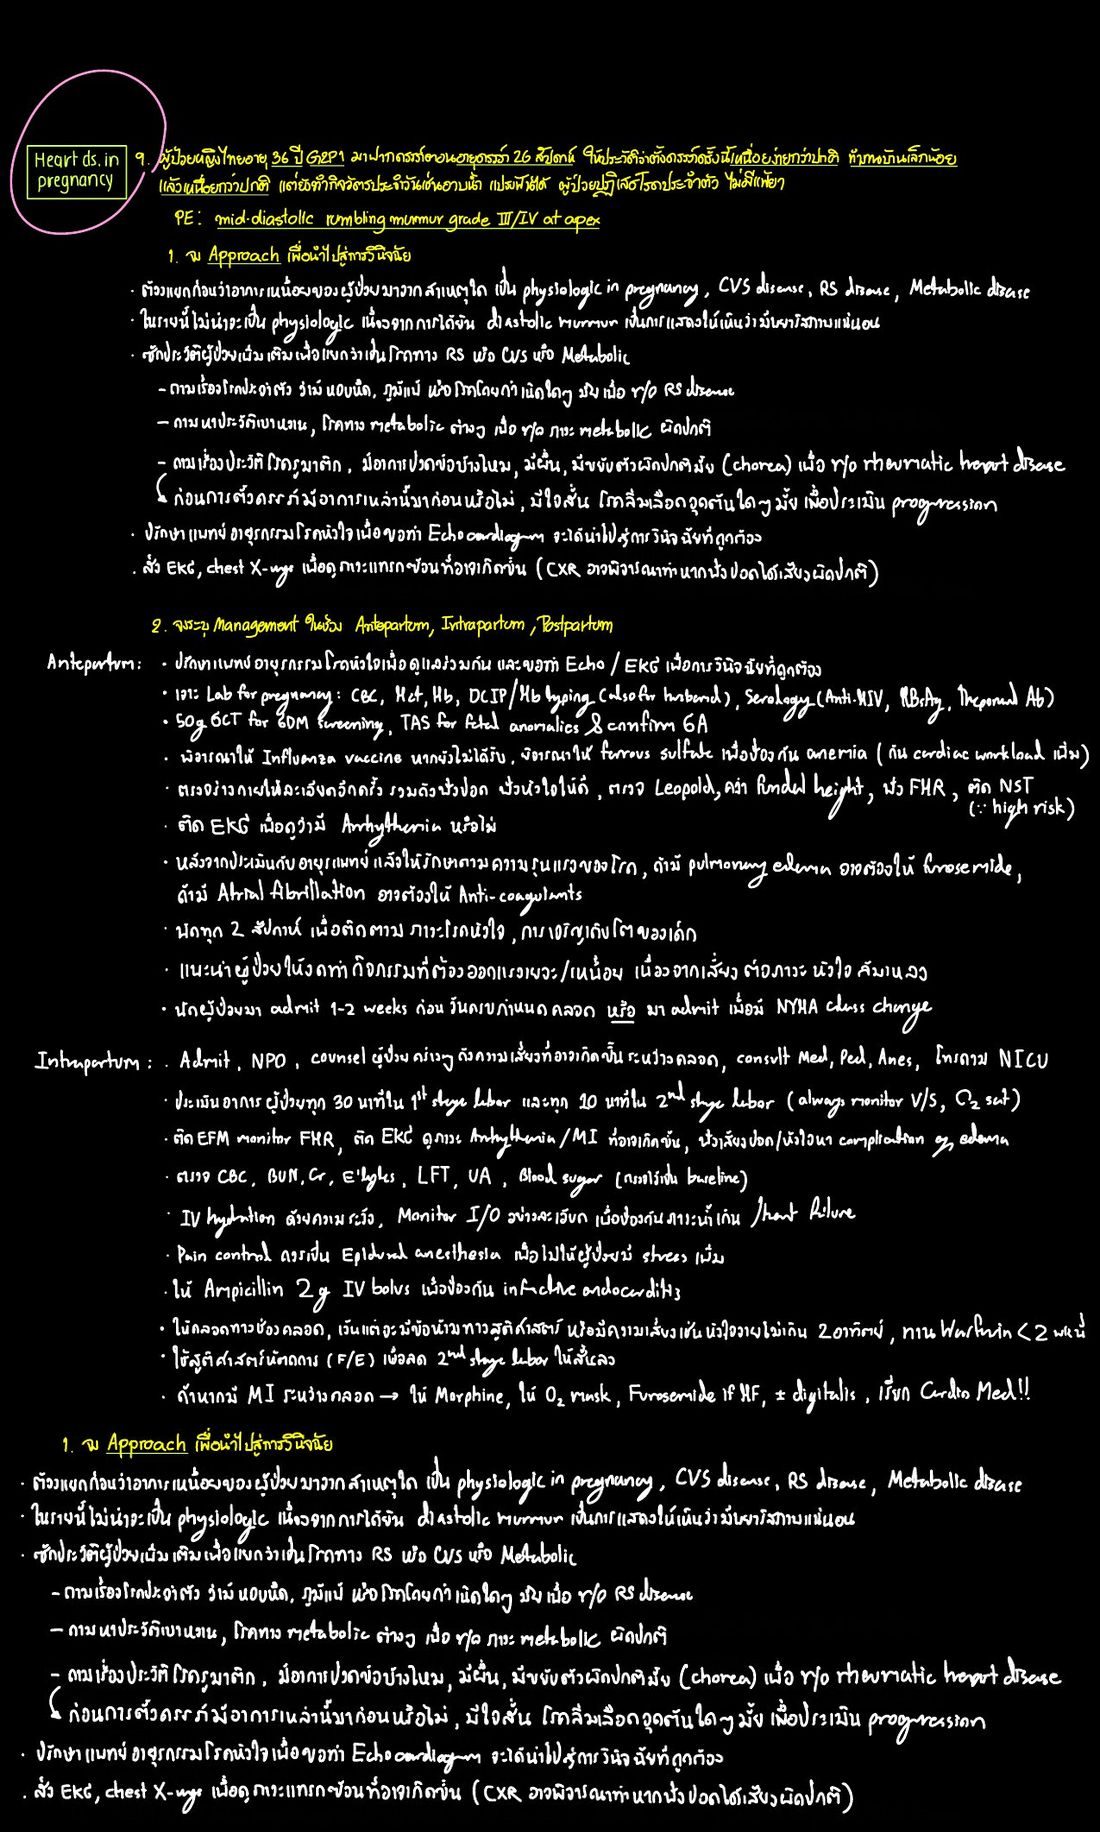 Heart ds. in
pregnancy
9. ผู้ป่วยหญิงไทยอายุ 36 ปี G2P1 มาฝากครรภ์ตอนอายุครรภ์ 26 สัปดาห์ ให้ประวัติว่าตั้งครรภ์ครั้งนี้เหนื่อยง่ายกว่าปกติ ทำงานบ้านเล็กน้อย
แล้วเหนื่อยกว่าปกติ แต่ยังทำกิจวัตรประจำวันเช่นอาบน้ำ แปรงฟันได้ ผู้ป่วยปฏิเสธโรคประจำตัว ไม่มีแพ้ยา
PE: mid-diastolic rumbling murmur grade III/IV at apex
1. จง Approach เพื่อนำไปสู่การวินิจฉัย
· ต้องแยกก่อนว่าอาการเหนื่อยของผู้ป่วยมาจากสาเหตุใด เป็น physiologic in pregnancy, CVS disease, RS disease, Metabolic disease
· ในรายนี้ไม่น่าจะเป็น physiologic เนื่องจากการได้ยิน diastolic murmur เป็นการแสดงให้เห็นว่ามีพยาธิสภาพแน่นอน
· ซักประวัติผู้ป่วยเพิ่มเติมเพื่อแยกว่าเป็นโรคทาง RS หรือ CVS หรือ Metabolic
- ถามเรื่องโรคประจำตัว ว่ามี หอบหืด, ภูมิแพ้ หรือโรคโดยกำเนิดใดๆ มั้ย เพื่อ r/o RS disease
- ถามหาประวัติเบาหวาน, โรคทาง metabolic ต่างๆ เพื่อ r/o ภาวะ metabolic ผิดปกติ
- ถามเรื่องประวัติโรครูมาติก, มีอาการปวดข้อบ้างไหม, มีผื่น, มีขยับตัวผิดปกติมั้ย (chorea) เพื่อ r/o rheumatic heart disease
ก่อนการตั้งครรภ์มีอาการเหล่านี้มาก่อนหรือไม่, มีใจสั่น โรคลิ่มเลือดอุดตันใดๆมั้ย เพื่อประเมิน progression
· ปรึกษาแพทย์อายุรกรรมโรคหัวใจเพื่อขอทำ Echocardiogram จะได้นำไปสู่การวินิจฉัยที่ถูกต้อง
· สั่ง EKG, chest X-rays เพื่อดูภาวะแทรกซ้อนที่อาจเกิดขึ้น (CXR อาจพิจารณาทำหากฟังปอดได้เสียงผิดปกติ)
2. จงระบุ Management ในช่วง Antepartum, Intrapartum, Postpartum
Antepartum: · ปรึกษาแพทย์อายุรกรรมโรคหัวใจเพื่อดูแลร่วมกัน และขอทำ Echo / EKG เพื่อการวินิจฉัยที่ถูกต้อง
· เจาะ Lab for pregnancy: CBC, Hct, Hb, DCIP/Hb typing (also for husband), Serology (Anti-HIV, HBsAg, Treponemal Ab)
· 50g GCT for GDM screening, TAS for fetal anomalies & confirm GA
· พิจารณาให้ Influenza vaccine หากยังไม่ได้รับ, พิจารณาให้ ferrous sulfate เพื่อป้องกัน anemia (กัน cardiac workload เพิ่ม)
· ตรวจร่างกายให้ละเอียดอีกครั้ง รวมถึงฟังปอด ฟังหัวใจให้ดี, ตรวจ Leopold, คลำ fundal height, ฟัง FHR, ติด NST
(∵ high risk)
· ติด EKG เพื่อดูว่ามี Arrhythmia หรือไม่
· หลังจากประเมินกับอายุรแพทย์ แล้วให้รักษาตามความรุนแรงของโรค, ถ้ามี pulmonary edema อาจต้องให้ furosemide,
ถ้ามี Atrial fibrillation อาจต้องให้ Anti-coagulants
· นัดทุก 2 สัปดาห์ เพื่อติดตาม ภาวะโรคหัวใจ, การเจริญเติบโตของเด็ก
· แนะนำผู้ป่วยให้งดทำกิจกรรมที่ต้องออกแรงเยอะ/เหนื่อย เนื่องจากเสี่ยงต่อภาวะหัวใจล้มเหลว
· นัดผู้ป่วยมา admit 1-2 weeks ก่อนวันครบกำหนดคลอด หรือ มา admit เมื่อมี NYHA class change
Intrapartum: · Admit, NPO, counsel ผู้ป่วยคร่าวๆ ถึงความเสี่ยงที่อาจเกิดขึ้นระหว่างคลอด, consult Med, Ped, Anes, โทรตาม NICU
· ประเมินอาการผู้ป่วยทุก 30 นาทีใน 1st stage labor และทุก 10 นาทีใน 2nd stage labor (always monitor V/S, O2 sat)
· ติด EFM monitor FHR, ติด EKG ดูภาวะ Arrhythmia/MI ที่อาจเกิดขึ้น, ฟังเสียงปอด/หัวใจหา complication eg, edema
· ตรวจ CBC, BUN, Cr, E'lytes, LFT, UA, Blood sugar (ตรวจไว้เป็น baseline)
· IV hydration ด้วยความระวัง, Monitor I/O อย่างละเอียด เพื่อป้องกันภาวะน้ำเกิน / heart failure
· Pain control ควรเป็น Epidural anesthesia เพื่อไม่ให้ผู้ป่วยมี stress เพิ่ม
· ให้ Ampicillin 2g IV bolus เพื่อป้องกัน infective endocarditis
· ให้คลอดทางช่องคลอด, เว้นแต่จะมีข้อห้ามทางสูติศาสตร์ หรือมีความเสี่ยงเช่น หัวใจวายไม่เกิน 2 อาทิตย์, ทาน Warfarin < 2 wk นี้
· ใช้สูติศาสตร์หัตถการ (F/E) เพื่อลด 2nd stage labor ให้สั้นลง
· ถ้าหากมี MI ระหว่างคลอด → ให้ Morphine, ให้ O2 mask, Furosemide if HF, ± digitalis, เรียก Cardio Med!!
1. จง Approach เพื่อนำไปสู่การวินิจฉัย
· ต้องแยกก่อนว่าอาการเหนื่อยของผู้ป่วยมาจากสาเหตุใด เป็น physiologic in pregnancy, CVS disease, RS disease, Metabolic disease
· ในรายนี้ไม่น่าจะเป็น physiologic เนื่องจากการได้ยิน diastolic murmur เป็นการแสดงให้เห็นว่ามีพยาธิสภาพแน่นอน
· ซักประวัติผู้ป่วยเพิ่มเติมเพื่อแยกว่าเป็นโรคทาง RS หรือ CVS หรือ Metabolic
- ถามเรื่องโรคประจำตัว ว่ามี หอบหืด, ภูมิแพ้ หรือโรคโดยกำเนิดใดๆ มั้ย เพื่อ r/o RS disease
- ถามหาประวัติเบาหวาน, โรคทาง metabolic ต่างๆ เพื่อ r/o ภาวะ metabolic ผิดปกติ
- ถามเรื่องประวัติโรครูมาติก, มีอาการปวดข้อบ้างไหม, มีผื่น, มีขยับตัวผิดปกติมั้ย (chorea) เพื่อ r/o rheumatic heart disease
ก่อนการตั้งครรภ์มีอาการเหล่านี้มาก่อนหรือไม่, มีใจสั่น โรคลิ่มเลือดอุดตันใดๆมั้ย เพื่อประเมิน progression
· ปรึกษาแพทย์อายุรกรรมโรคหัวใจเพื่อขอทำ Echocardiogram จะได้นำไปสู่การวินิจฉัยที่ถูกต้อง
· สั่ง EKG, chest X-rays เพื่อดูภาวะแทรกซ้อนที่อาจเกิดขึ้น (CXR อาจพิจารณาทำหากฟังปอดได้เสียงผิดปกติ)